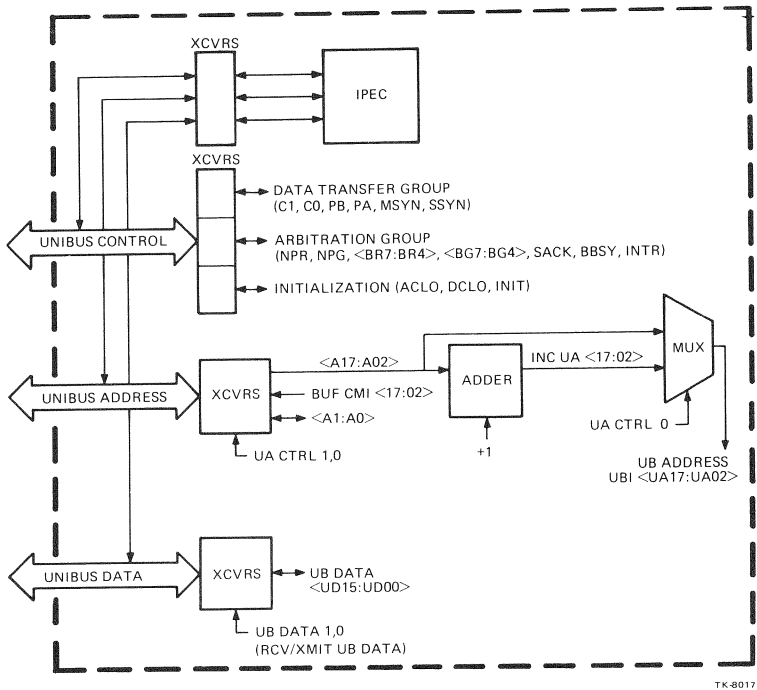 XCVRS
IPEC
XCVRS
DATA TRANSFER GROUP
(C1, C0, PB, PA, MSYN, SSYN)
UNIBUS CONTROL
ARBITRATION GROUP
(NPR, NPG, <BR7:BR4>, <BG7:BG4>, SACK, BBSY, INTR)
INITIALIZATION (ACLO, DCLO, INIT)
<A17:A02>
INC UA <17:02>
MUX
UNIBUS ADDRESS
XCVRS
BUF CMI <17:02>
ADDER
<A1:A0>
UA CTRL 0
UA CTRL 1,0
+1
UB ADDRESS
UBI <UA17:UA02>
UNIBUS DATA
XCVRS
UB DATA
<UD15:UD00>
UB DATA 1,0
(RCV/XMIT UB DATA)
TK-8017